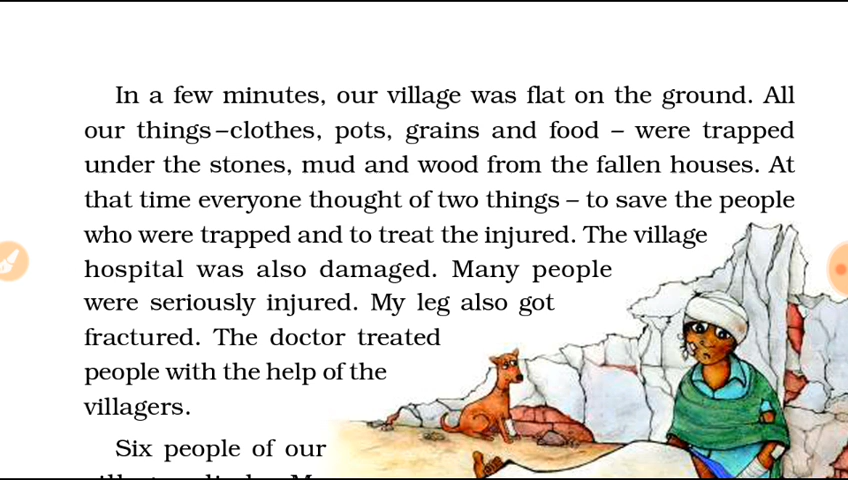 In a few minutes, our village was flat on the ground. All
our things–clothes, pots, grains and food – were trapped
under the stones, mud and wood from the fallen houses. At
that time everyone thought of two things – to save the people
who were trapped and to treat the injured. The village
hospital was also damaged. Many people
were seriously injured. My leg also got
fractured. The doctor treated
people with the help of the
villagers.
Six people of our